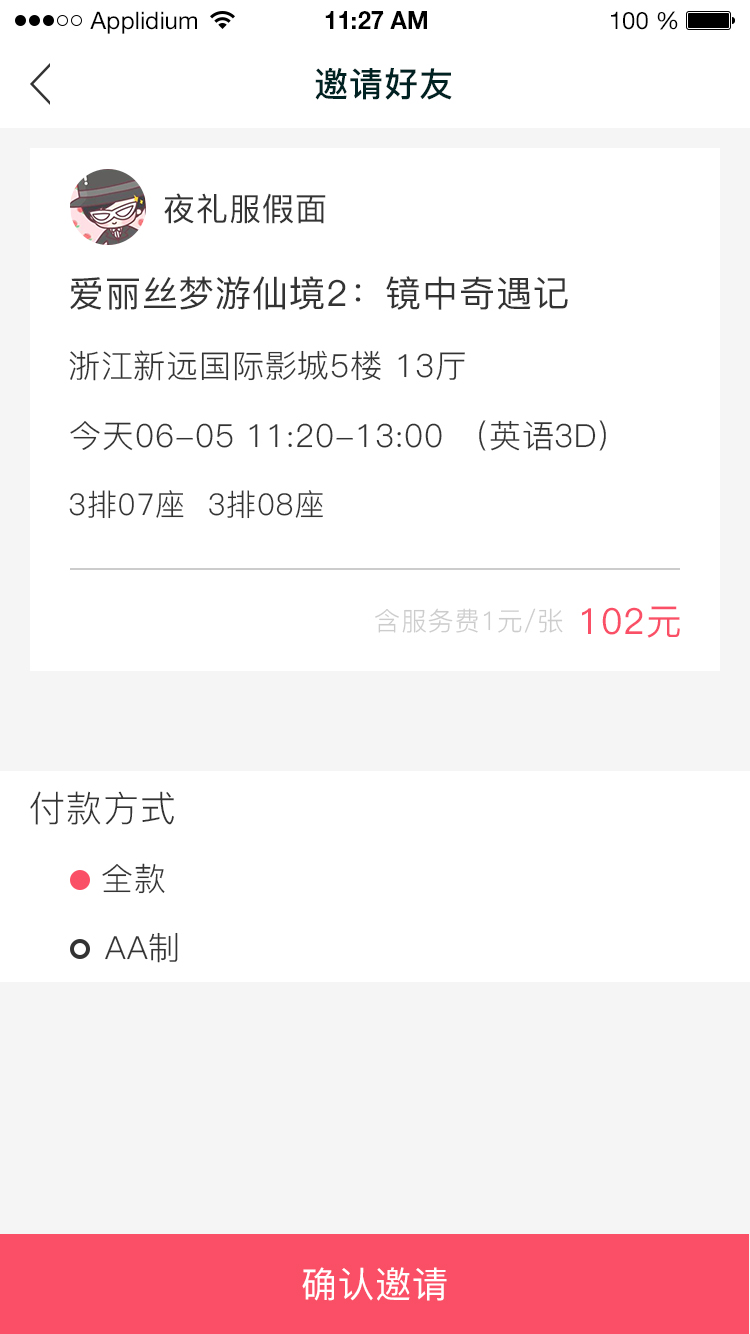 Applidium 11:27 AM 100 %
邀请好友
夜礼服假面
爱丽丝梦游仙境2：镜中奇遇记
浙江新远国际影城5楼 13厅
今天06-05 11:20-13:00 （英语3D）
3排07座 3排08座
含服务费1元/张 102元
付款方式
全款
AA制
确认邀请